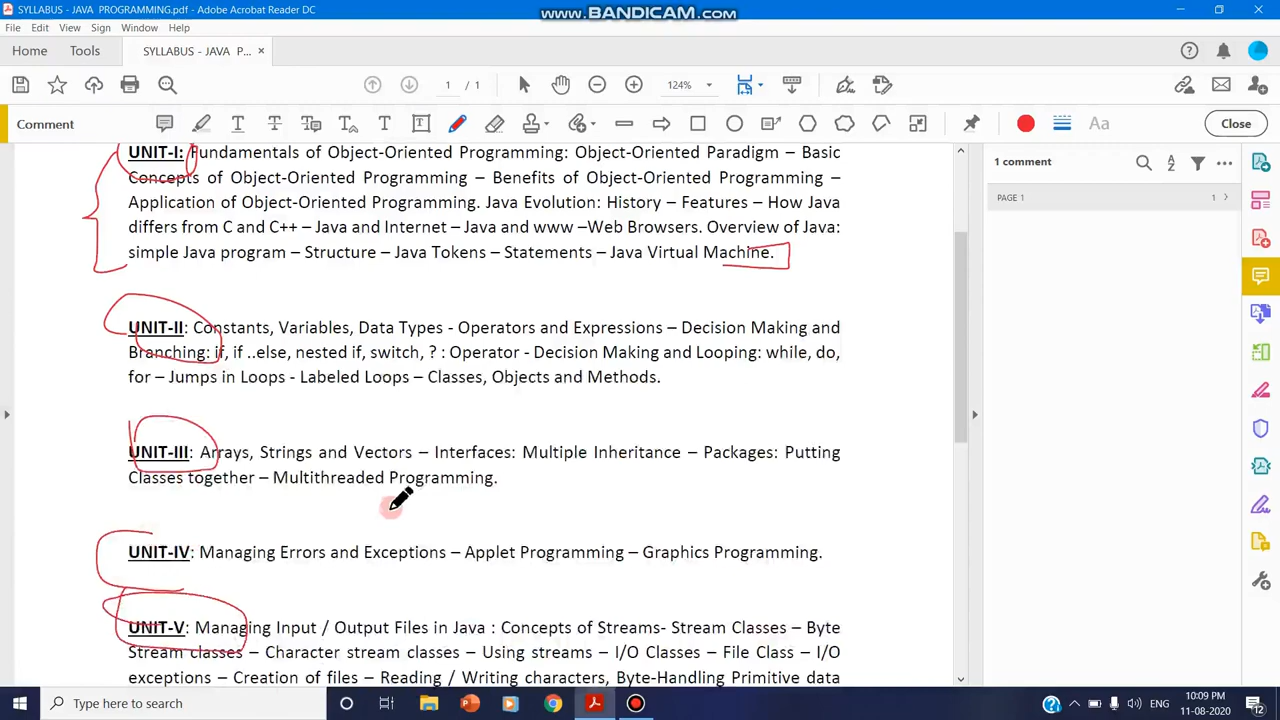 SYLLABUS - JAVA PROGRAMMING.pdf - Adobe Acrobat Reader DC
www.BANDICAM.com
File Edit View Sign Window Help
Home Tools SYLLABUS - JAVA P... ×
1 / 1 124%
Comment Aa Close
1 comment
PAGE 1 1
UNIT-I: Fundamentals of Object-Oriented Programming: Object-Oriented Paradigm – Basic
Concepts of Object-Oriented Programming – Benefits of Object-Oriented Programming –
Application of Object-Oriented Programming. Java Evolution: History – Features – How Java
differs from C and C++ – Java and Internet – Java and www –Web Browsers. Overview of Java:
simple Java program – Structure – Java Tokens – Statements – Java Virtual Machine.
UNIT-II: Constants, Variables, Data Types - Operators and Expressions – Decision Making and
Branching: if, if ..else, nested if, switch, ? : Operator - Decision Making and Looping: while, do,
for – Jumps in Loops - Labeled Loops – Classes, Objects and Methods.
UNIT-III: Arrays, Strings and Vectors – Interfaces: Multiple Inheritance – Packages: Putting
Classes together – Multithreaded Programming.
UNIT-IV: Managing Errors and Exceptions – Applet Programming – Graphics Programming.
UNIT-V: Managing Input / Output Files in Java : Concepts of Streams- Stream Classes – Byte
Stream classes – Character stream classes – Using streams – I/O Classes – File Class – I/O
exceptions – Creation of files – Reading / Writing characters, Byte-Handling Primitive data
Type here to search
ENG
10:09 PM
11-08-2020
12